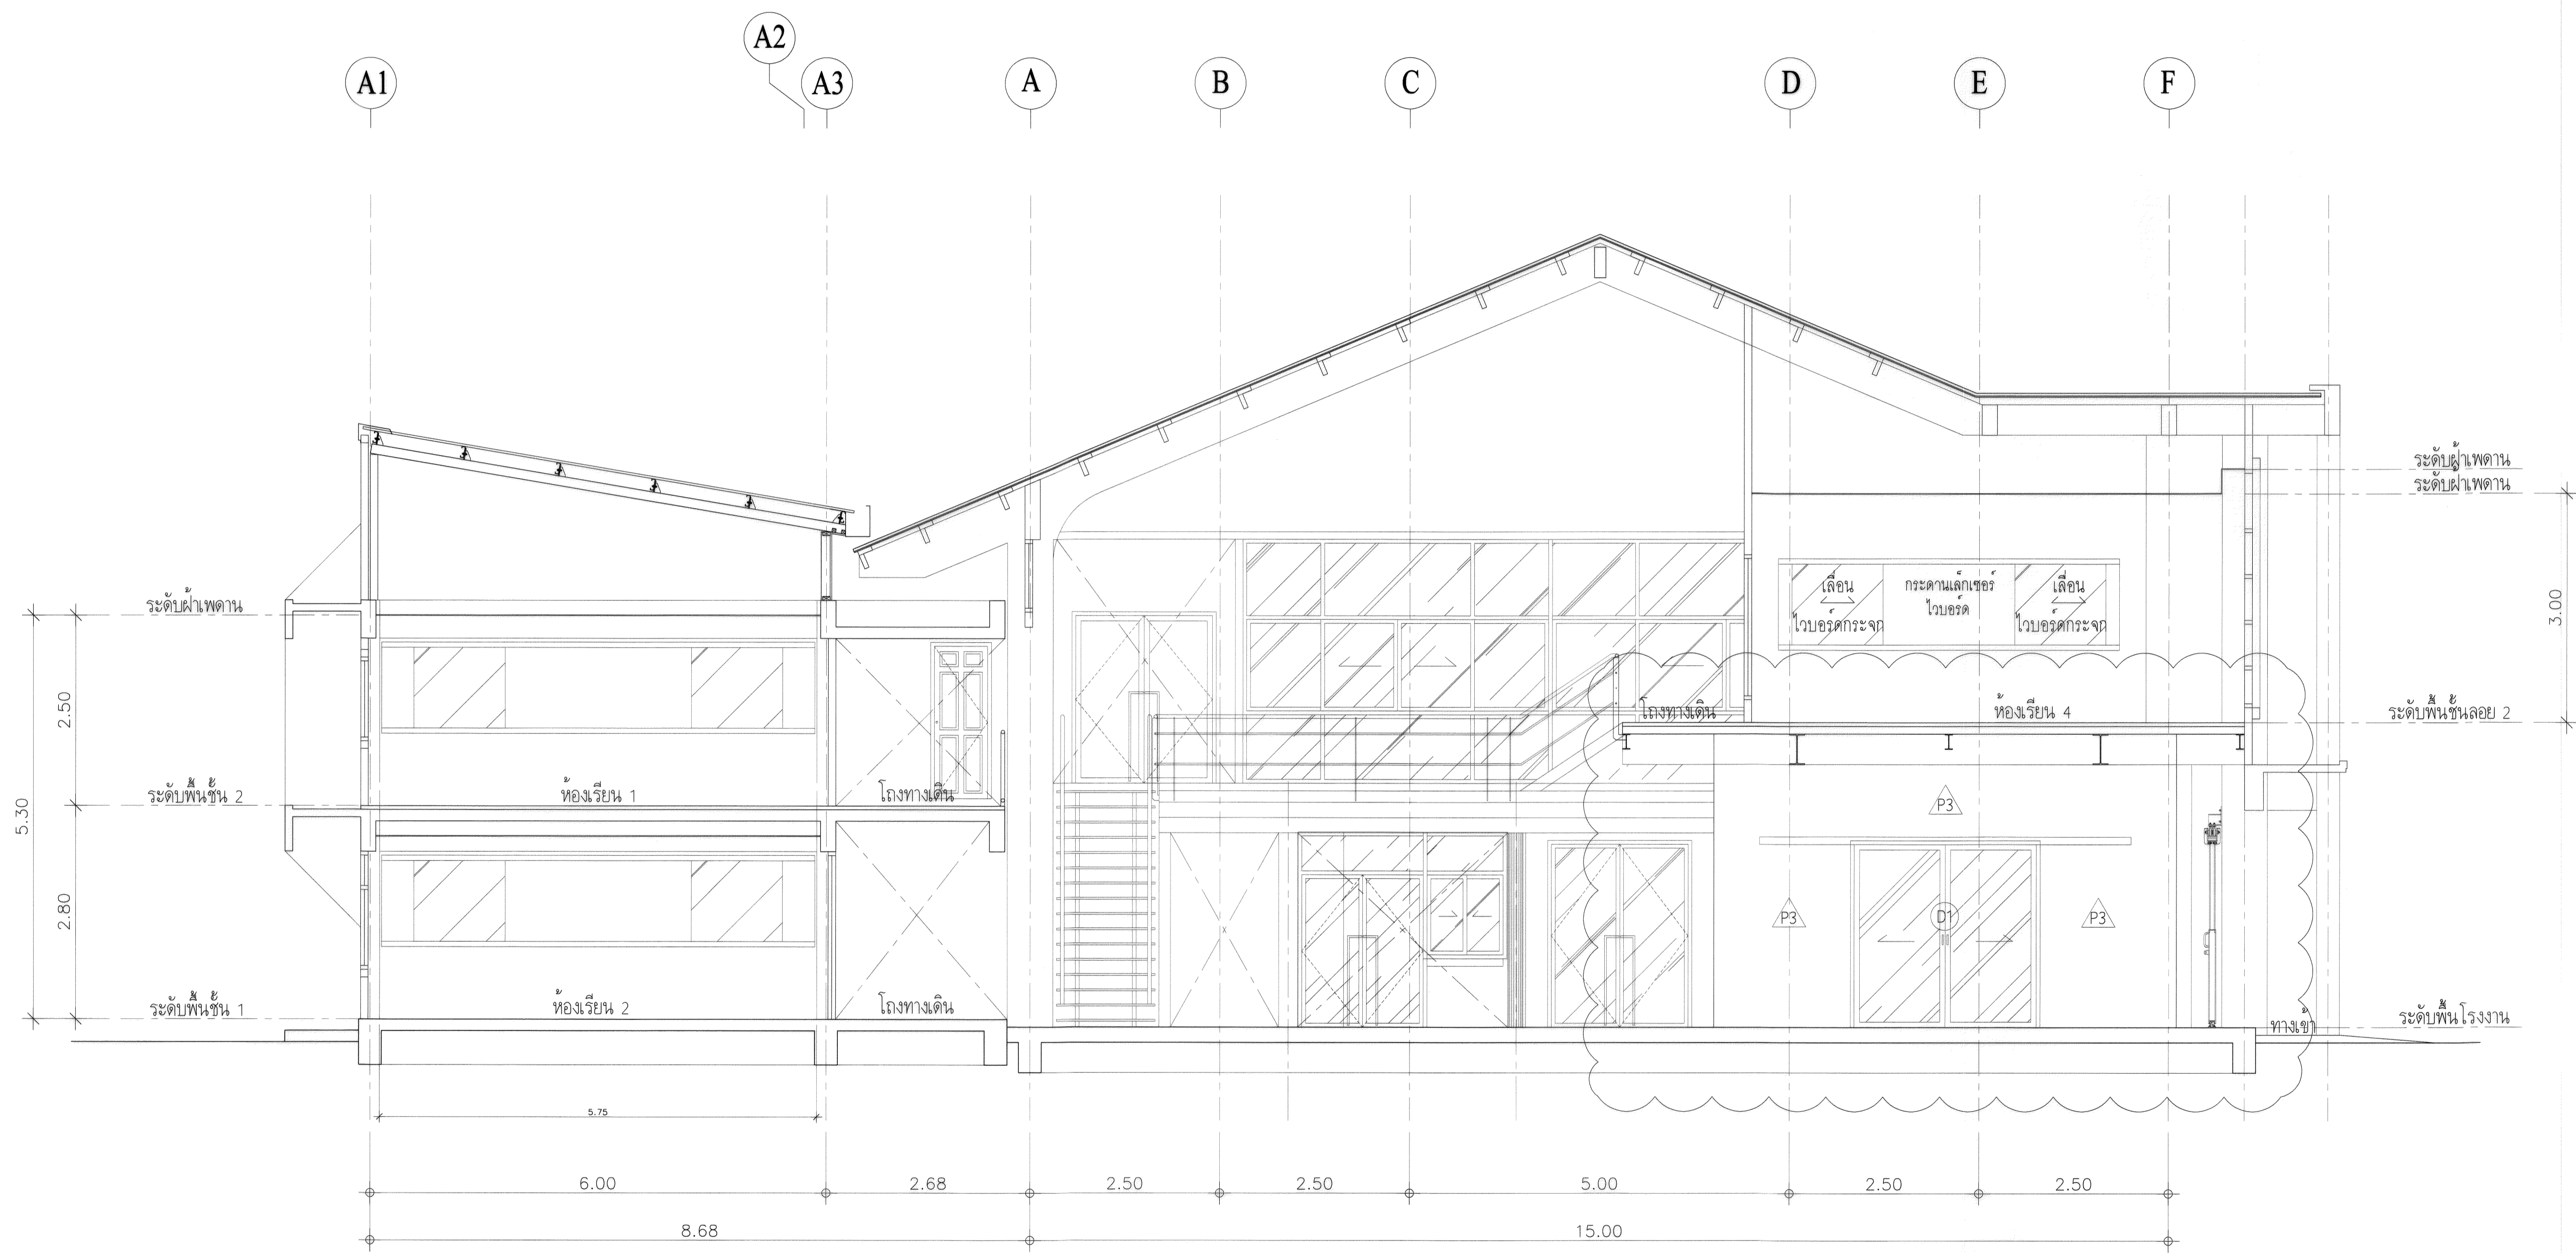 A2
A1
A3
A
B
C
D
E
F
ระดับฝ้าเพดาน
ระดับฝ้าเพดาน
3.00
เลื่อน
กระดานเล็กเซอร์
เลื่อน
ไวบอร์ด
ไวบอร์ดกระจก
ไวบอร์ดกระจก
ระดับฝ้าเพดาน
2.50
โถงทางเดิน
ห้องเรียน 4
ระดับพื้นชั้นลอย 2
ระดับพื้นชั้น 2
ห้องเรียน 1
โถงทางเดิน
P3
5.30
2.80
P3
D1
P3
ระดับพื้นชั้น 1
ห้องเรียน 2
โถงทางเดิน
ทางเข้า
ระดับพื้นโรงงาน
5.75
6.00
2.68
2.50
2.50
5.00
2.50
2.50
8.68
15.00